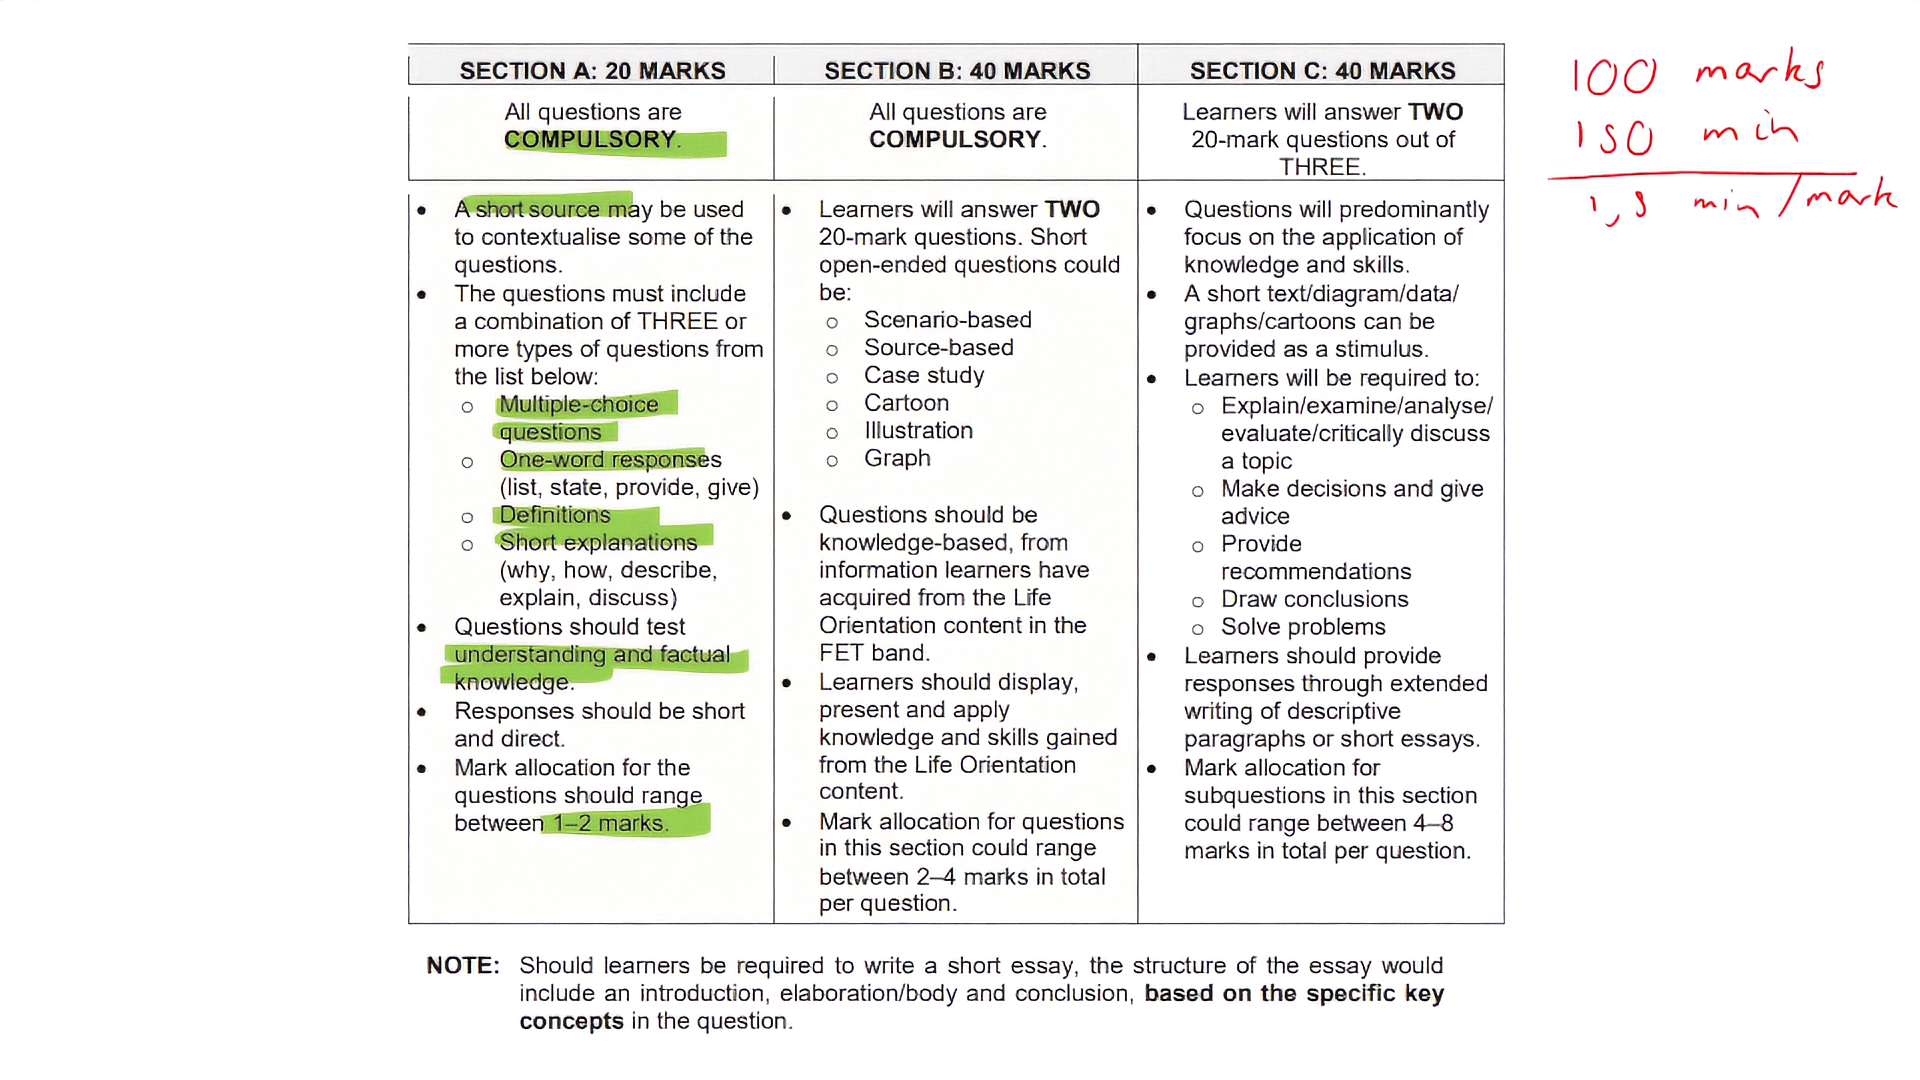 SECTION A: 20 MARKS
All questions are
COMPULSORY.
A short source may be used
to contextualise some of the
questions.
The questions must include
a combination of THREE or
more types of questions from
the list below:
Multiple-choice
questions
One-word responses
(list, state, provide, give)
Definitions
Short explanations
(why, how, describe,
explain, discuss)
Questions should test
understanding and factual
knowledge.
Responses should be short
and direct.
Mark allocation for the
questions should range
between 1–2 marks.
SECTION B: 40 MARKS
All questions are
COMPULSORY.
Learners will answer TWO
20-mark questions. Short
open-ended questions could
be:
Scenario-based
Source-based
Case study
Cartoon
Illustration
Graph
Questions should be
knowledge-based, from
information learners have
acquired from the Life
Orientation content in the
FET band.
Learners should display,
present and apply
knowledge and skills gained
from the Life Orientation
content.
Mark allocation for questions
in this section could range
between 2–4 marks in total
per question.
SECTION C: 40 MARKS
Learners will answer TWO
20-mark questions out of
THREE.
Questions will predominantly
focus on the application of
knowledge and skills.
A short text/diagram/data/
graphs/cartoons can be
provided as a stimulus.
Learners will be required to:
Explain/examine/analyse/
evaluate/critically discuss
a topic
Make decisions and give
advice
Provide
recommendations
Draw conclusions
Solve problems
Learners should provide
responses through extended
writing of descriptive
paragraphs or short essays.
Mark allocation for
subquestions in this section
could range between 4–8
marks in total per question.
NOTE: Should learners be required to write a short essay, the structure of the essay would
include an introduction, elaboration/body and conclusion, based on the specific key
concepts in the question.
100 marks
150 min
1,5 min/mark